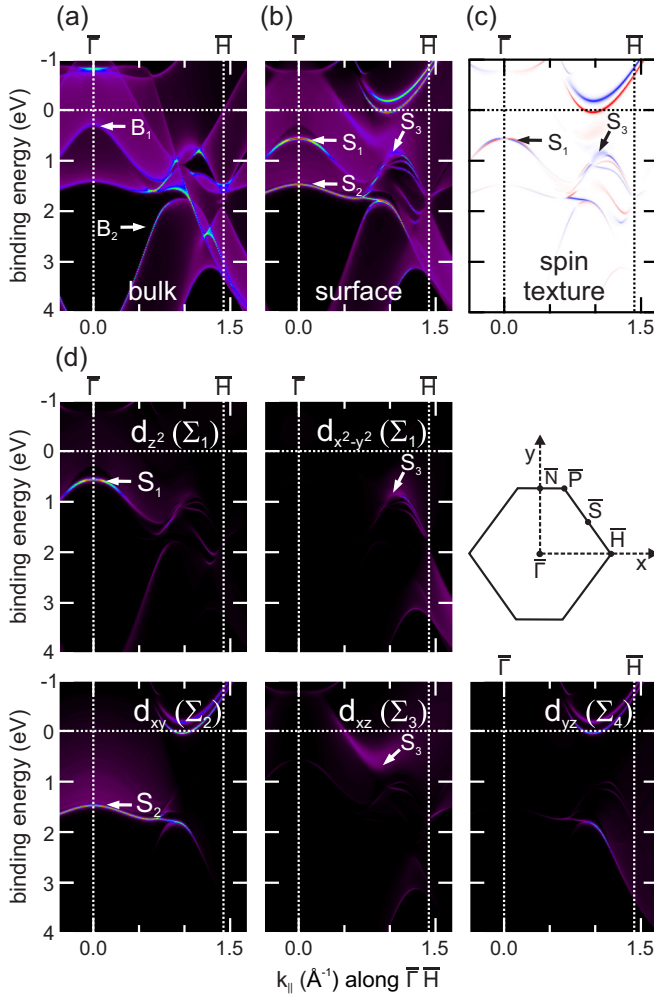 (a)
(b)
(c)
Γ̅ H̅
Γ̅ H̅
Γ̅ H̅
binding energy (eV)
-1
0
1
2
3
4
B₁
B₂
bulk
S₁
S₂
S₃
surface
S₁
S₃
spin
texture
0.0 1.5
0.0 1.5
0.0 1.5
(d)
Γ̅ H̅
Γ̅ H̅
binding energy (eV)
-1
0
1
2
3
4
d_z² (Σ₁)
S₁
d_x²-y² (Σ₁)
S₃
y
N̅ P̅
S̅
H̅
Γ̅
x
Γ̅ H̅
binding energy (eV)
-1
0
1
2
3
4
d_xy (Σ₂)
S₂
d_xz (Σ₃)
S₃
d_yz (Σ₄)
0.0 1.5
0.0 1.5
0.0 1.5
k_|| (Å⁻¹) along Γ̅ H̅